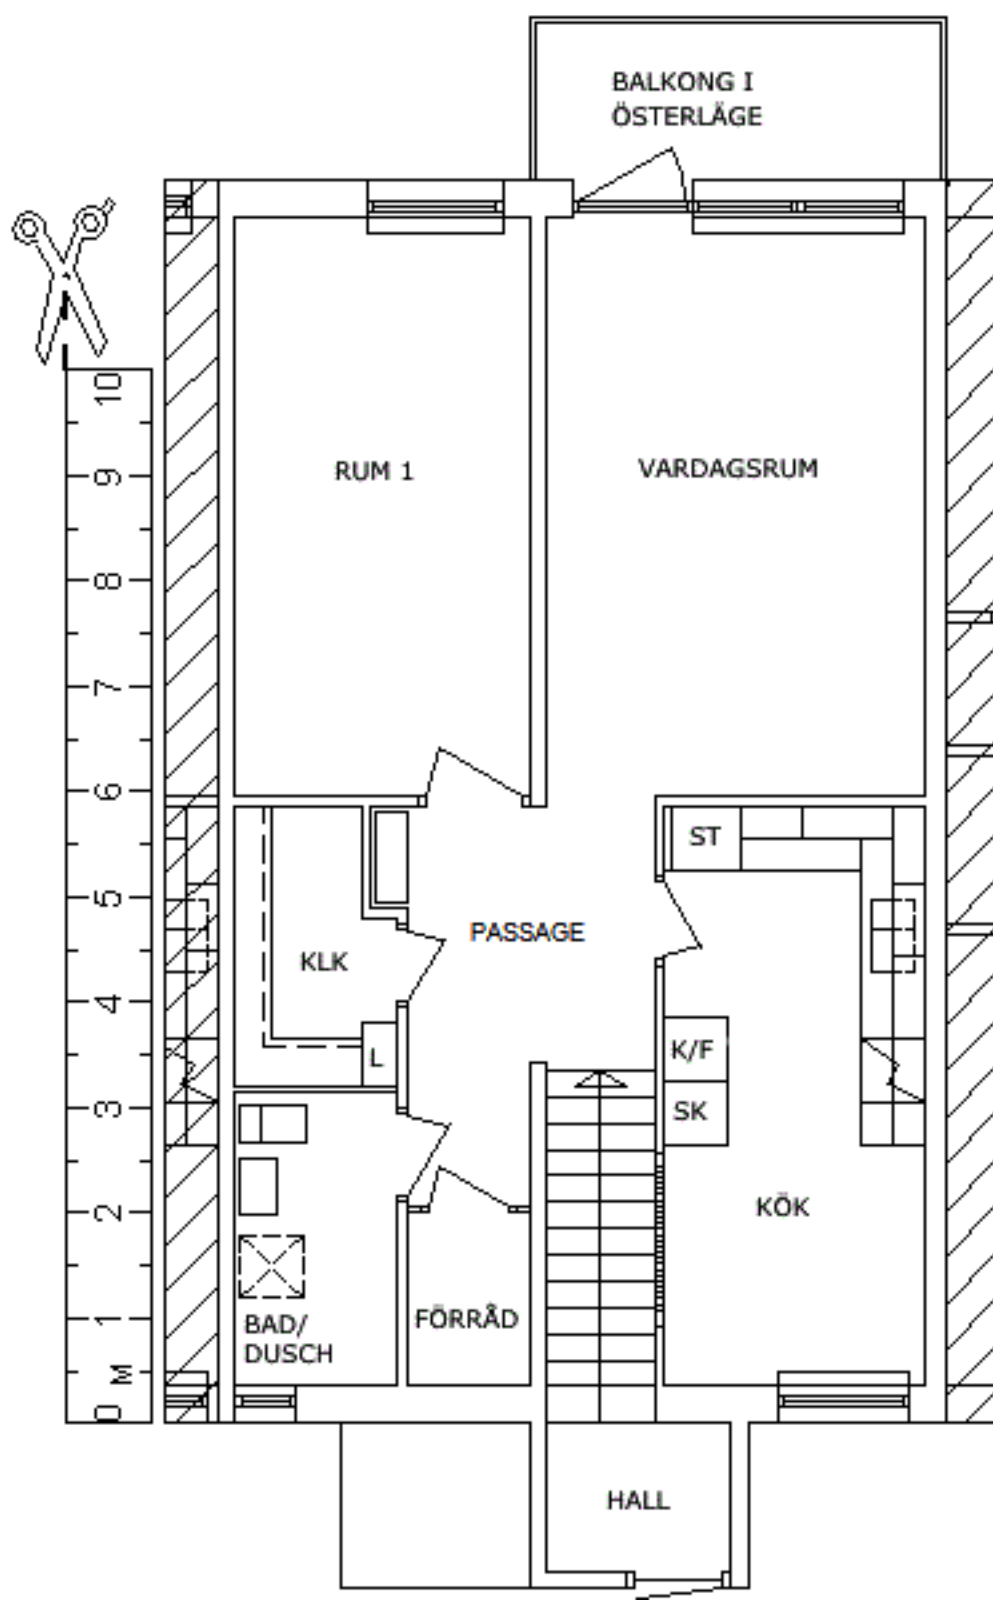 BALKONG I
ÖSTERLÄGE
RUM 1
VARDAGSRUM
ST
PASSAGE
KLK
L
K/F
SK
KÖK
BAD/
DUSCH
FÖRRÅD
HALL
10
9
8
7
6
5
4
3
2
1
M
0